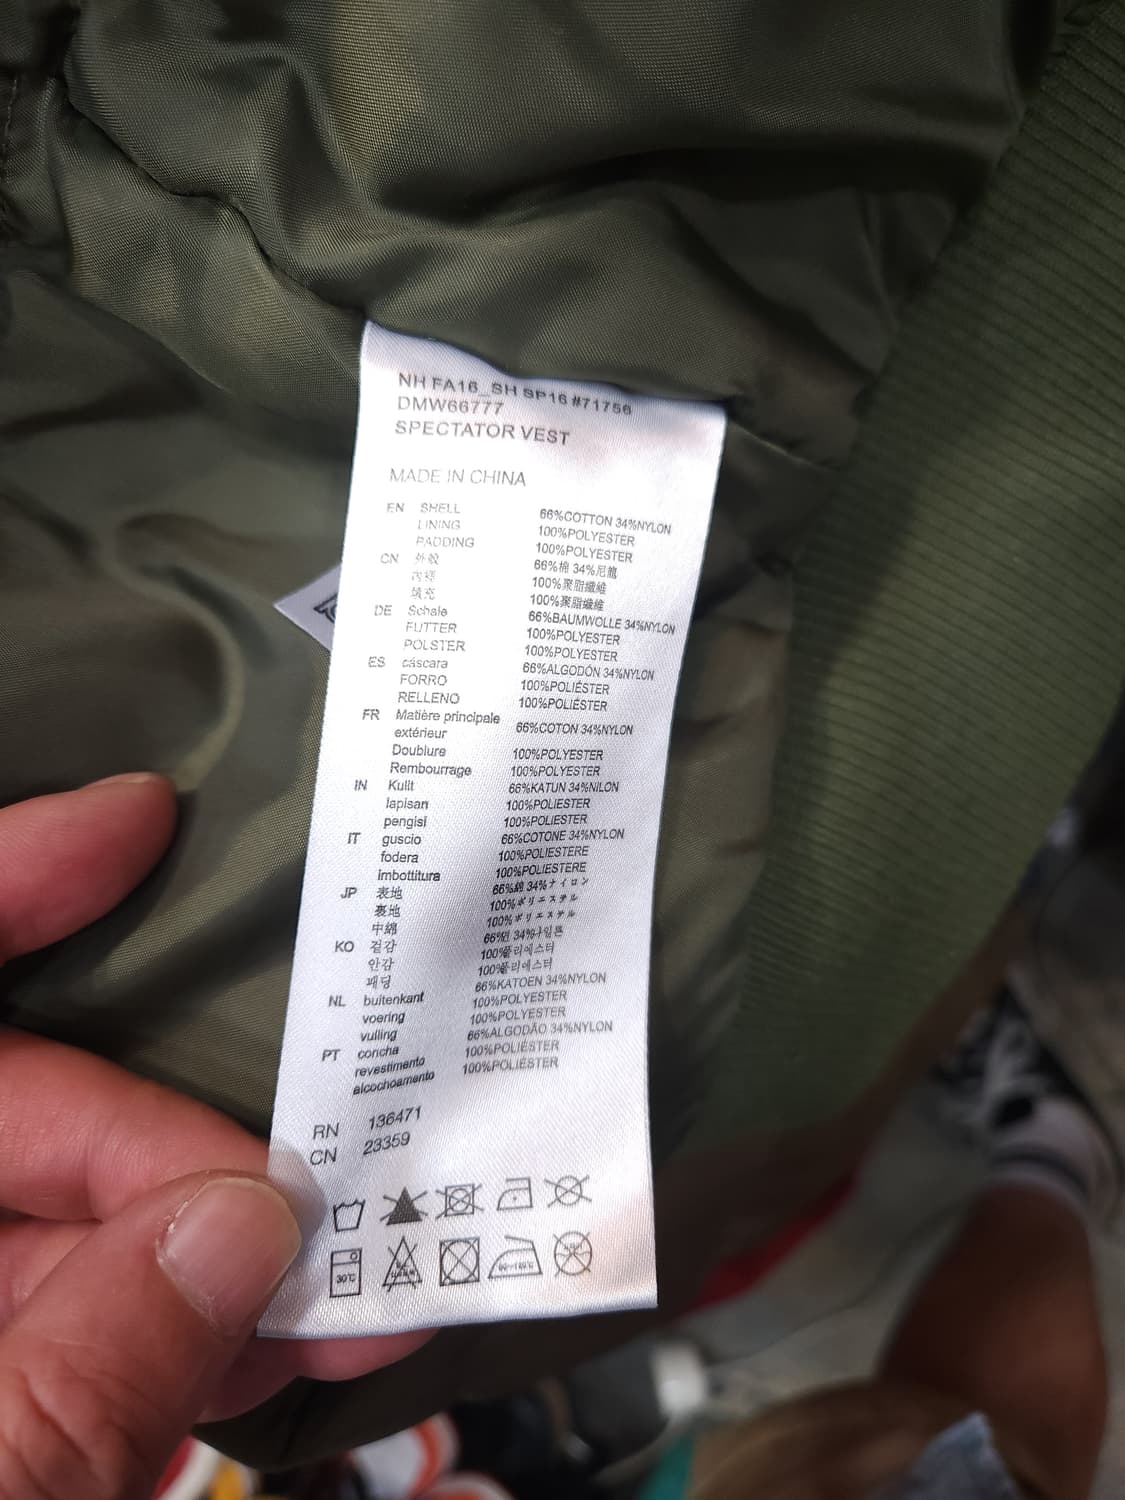 NH FA16_SH SP16 #71756
DMW66777
SPECTATOR VEST
MADE IN CHINA
EN SHELL 66%COTTON 34%NYLON
LINING 100%POLYESTER
PADDING 100%POLYESTER
CN 外殼 66%棉 34%尼龍
內裡 100%聚脂纖維
填充 100%聚脂纖維
DE Schale 66%BAUMWOLLE 34%NYLON
FUTTER 100%POLYESTER
POLSTER 100%POLYESTER
ES cáscara 66%ALGODÓN 34%NYLON
FORRO 100%POLIÉSTER
RELLENO 100%POLIÉSTER
FR Matière principale
extérieur 66%COTON 34%NYLON
Doublure 100%POLYESTER
Rembourrage 100%POLYESTER
IN Kulit 66%KATUN 34%NILON
lapisan 100%POLIESTER
pengisi 100%POLIESTER
IT guscio 66%COTONE 34%NYLON
fodera 100%POLIESTERE
Imbottitura 100%POLIESTERE
JP 表地 66%綿 34%ナイロン
裏地 100%ポリエステル
中綿 100%ポリエステル
KO 겉감 66%면 34%나일론
안감 100%폴리에스터
패딩 100%폴리에스터
NL buitenkant 66%KATOEN 34%NYLON
voering 100%POLYESTER
vulling 100%POLYESTER
PT concha 66%ALGODÃO 34%NYLON
revestimento 100%POLIÉSTER
alcochoamento 100%POLIÉSTER
RN 136471
CN 23359
30℃